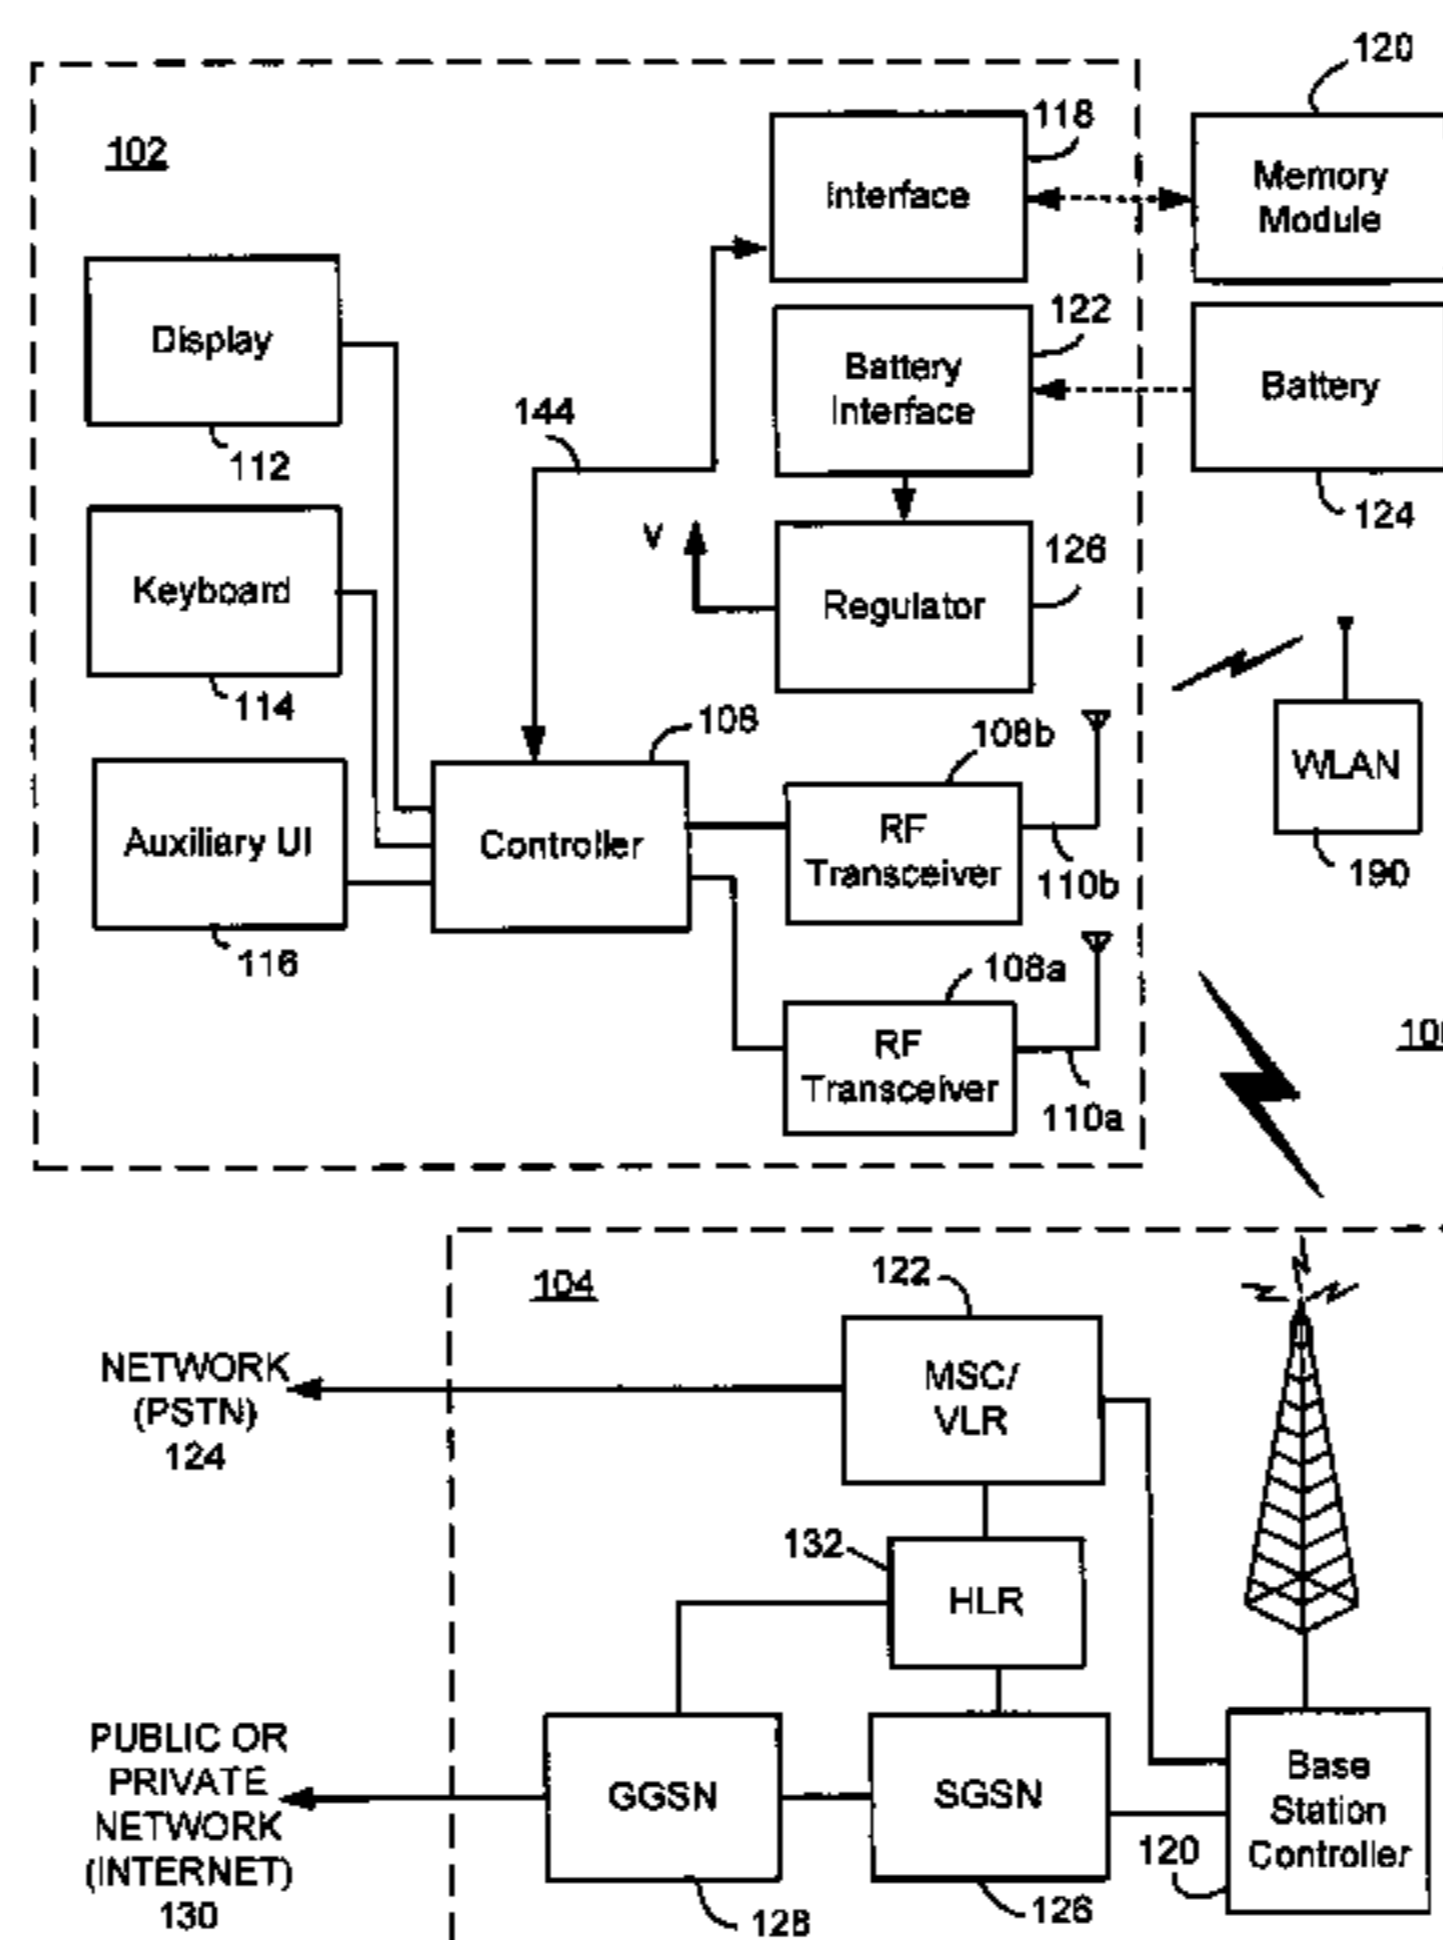 120
118
102
Interface
Memory
Module
Display
122
Battery
Interface
Battery
144
112
124
V
126
Keyboard
Regulator
114
108
108b
WLAN
Auxiliary UI
Controller
RF
Transceiver
110b
190
116
108a
RF
Transceiver
110a
104
122
NETWORK
(PSTN)
124
MSC/
VLR
132
HLR
PUBLIC OR
PRIVATE
NETWORK
(INTERNET)
130
GGSN
SGSN
Base
Station
Controller
120
128
126